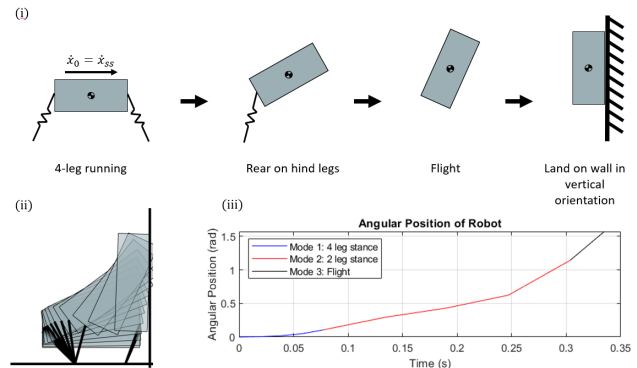 (i)
ẋ₀ = ẋₛₛ
4-leg running
Rear on hind legs
Flight
Land on wall in
vertical
orientation
(ii)
(iii)
Angular Position of Robot
Angular Position (rad)
1.5
1
0.5
0
Mode 1: 4 leg stance
Mode 2: 2 leg stance
Mode 3: Flight
0 0.05 0.1 0.15 0.2 0.25 0.3 0.35
Time (s)